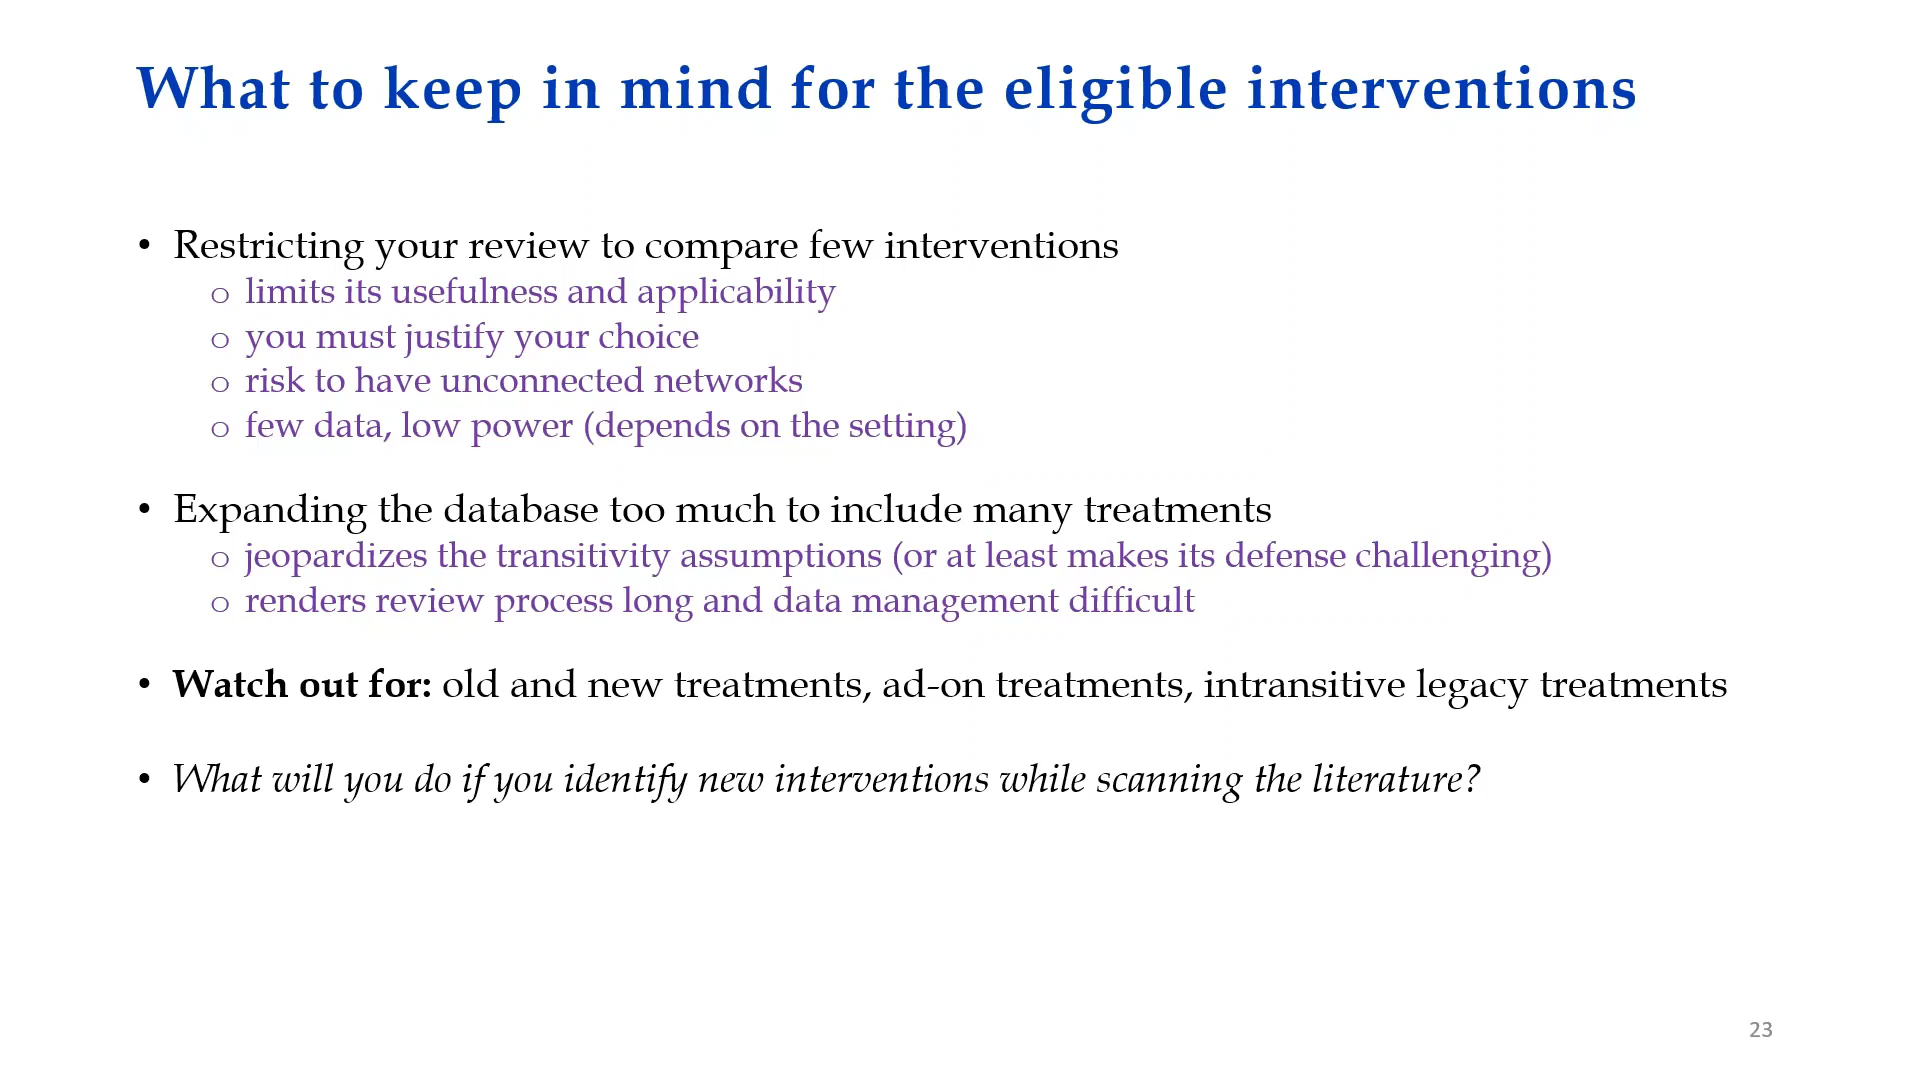 What to keep in mind for the eligible interventions
• Restricting your review to compare few interventions
o limits its usefulness and applicability
o you must justify your choice
o risk to have unconnected networks
o few data, low power (depends on the setting)
• Expanding the database too much to include many treatments
o jeopardizes the transitivity assumptions (or at least makes its defense challenging)
o renders review process long and data management difficult
• Watch out for: old and new treatments, ad-on treatments, intransitive legacy treatments
• What will you do if you identify new interventions while scanning the literature?
23